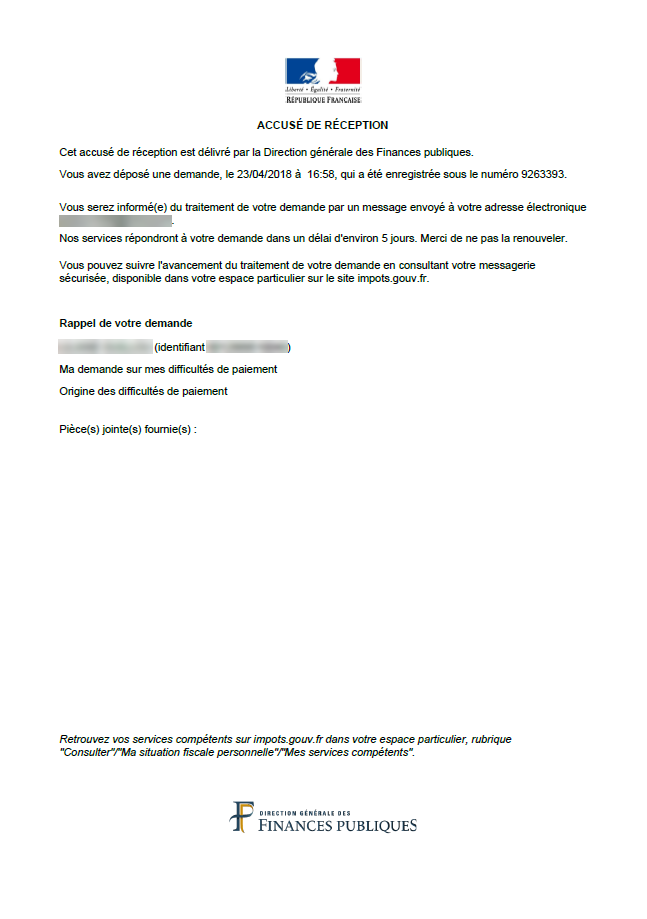 Liberté • Égalité • Fraternité
RÉPUBLIQUE FRANÇAISE
ACCUSÉ DE RÉCEPTION
Cet accusé de réception est délivré par la Direction générale des Finances publiques.
Vous avez déposé une demande, le 23/04/2018 à 16:58, qui a été enregistrée sous le numéro 9263393.
Vous serez informé(e) du traitement de votre demande par un message envoyé à votre adresse électronique
.
Nos services répondront à votre demande dans un délai d'environ 5 jours. Merci de ne pas la renouveler.
Vous pouvez suivre l'avancement du traitement de votre demande en consultant votre messagerie
sécurisée, disponible dans votre espace particulier sur le site impots.gouv.fr.
Rappel de votre demande
(identifiant )
Ma demande sur mes difficultés de paiement
Origine des difficultés de paiement
Pièce(s) jointe(s) fournie(s) :
Retrouvez vos services compétents sur impots.gouv.fr dans votre espace particulier, rubrique
"Consulter"/"Ma situation fiscale personnelle"/"Mes services compétents".
DIRECTION GÉNÉRALE DES
FINANCES PUBLIQUES